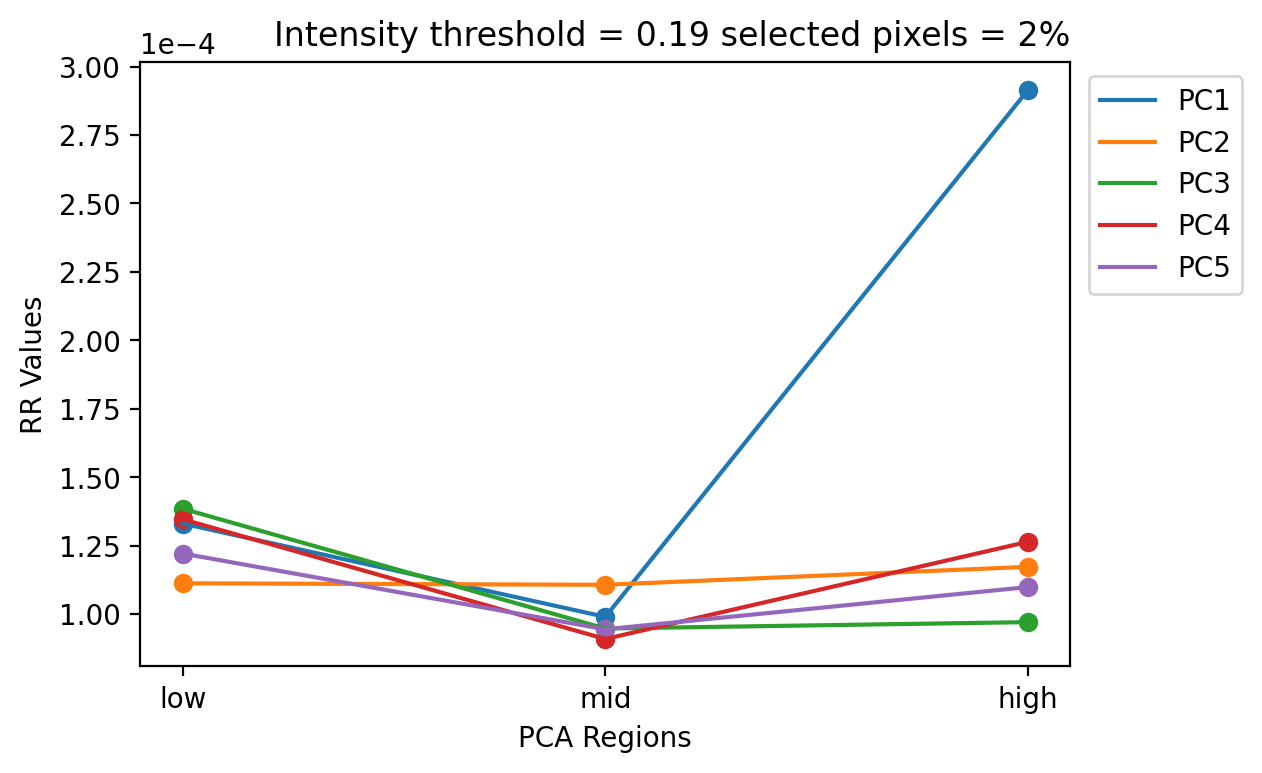 Intensity threshold = 0.19 selected pixels = 2%
1e−4
3.00
2.75
2.50
2.25
2.00
1.75
1.50
1.25
1.00
RR Values
low
mid
high
PCA Regions
PC1
PC2
PC3
PC4
PC5